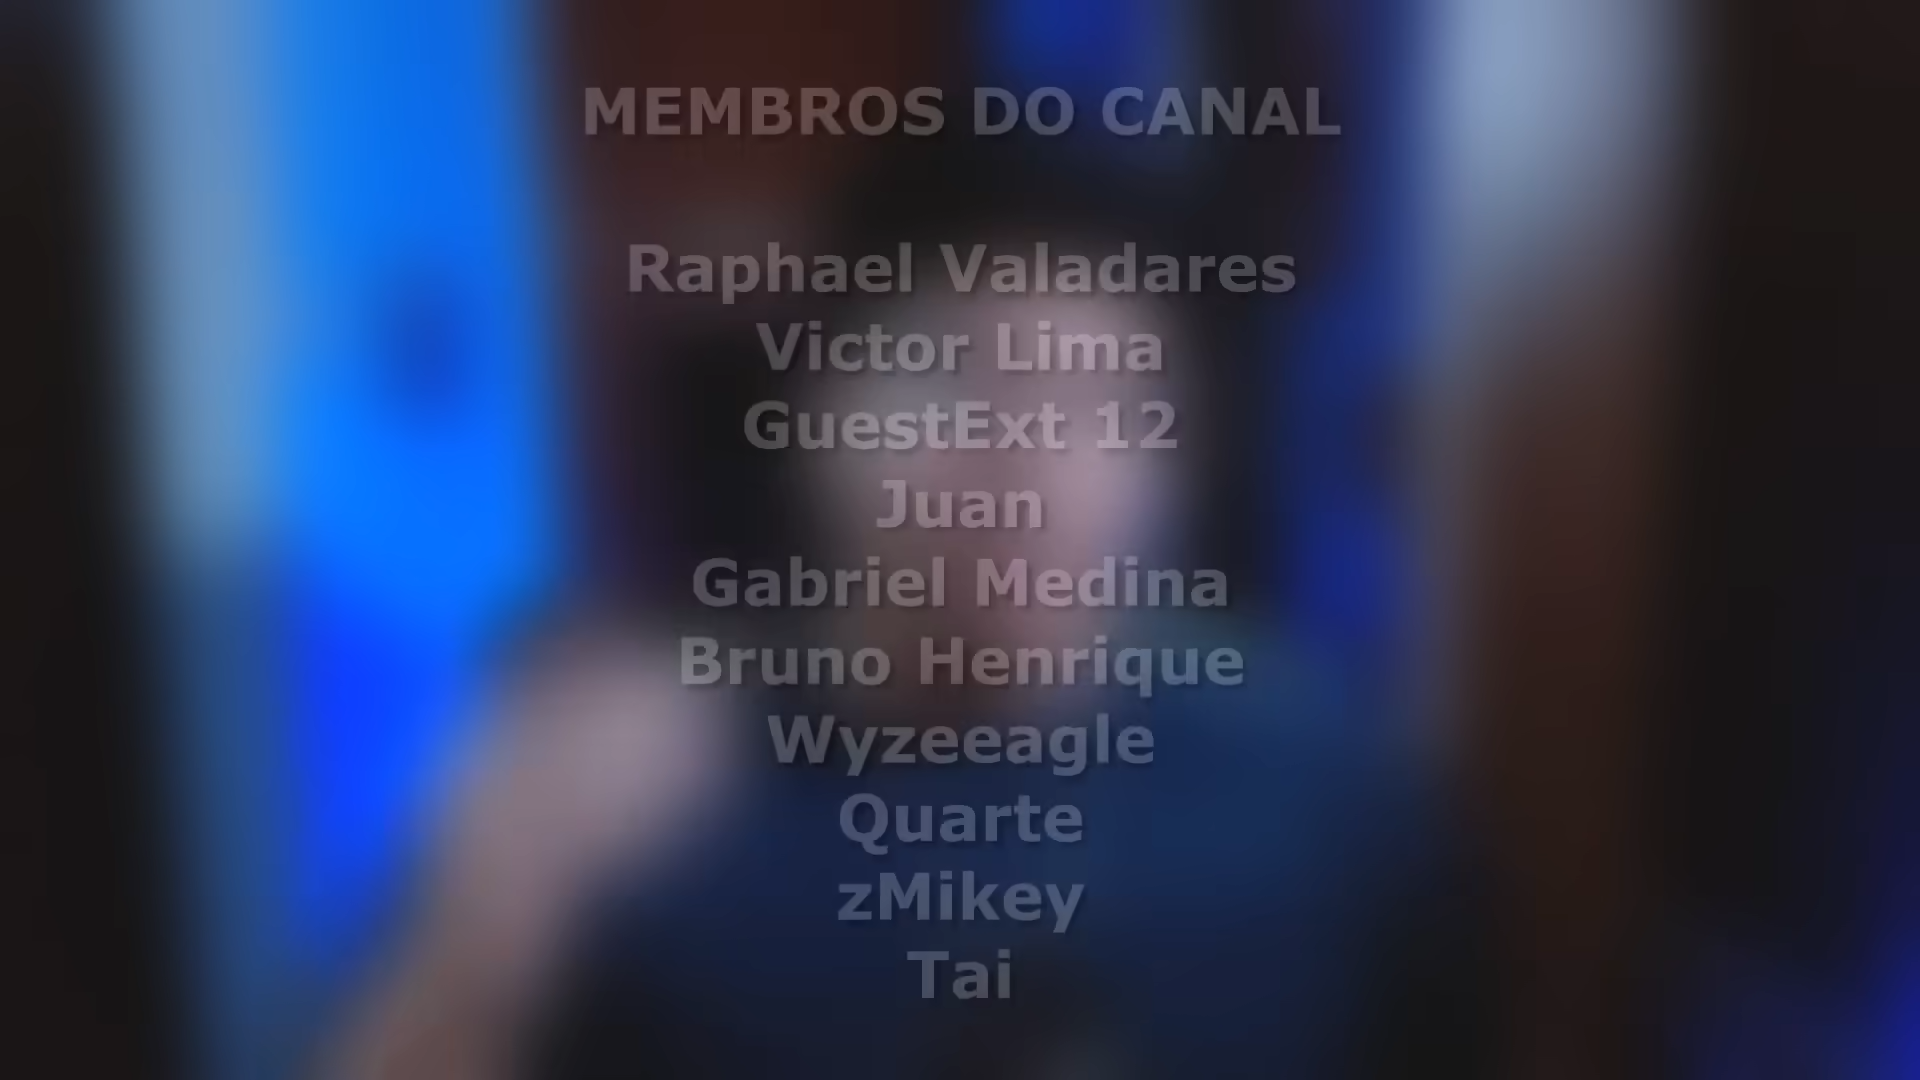 MEMBROS DO CANAL
Raphael Valadares
Victor Lima
GuestExt 12
Juan
Gabriel Medina
Bruno Henrique
Wyzeeagle
Quarte
zMikey
Tai